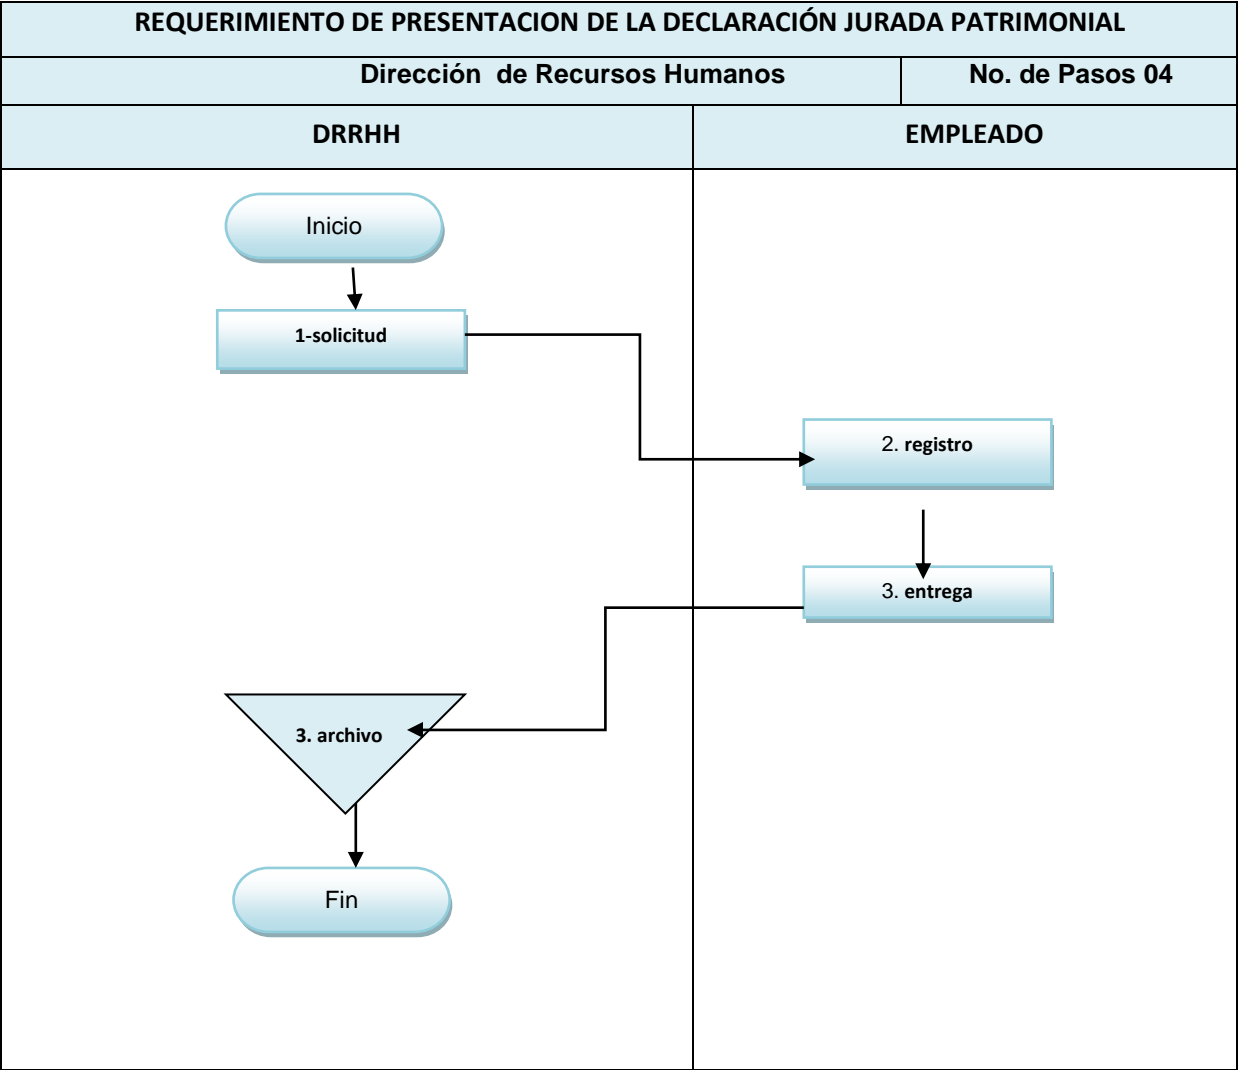 REQUERIMIENTO DE PRESENTACION DE LA DECLARACIÓN JURADA PATRIMONIAL
Dirección de Recursos Humanos
No. de Pasos 04
DRRHH
EMPLEADO
Inicio
1-solicitud
2. registro
3. entrega
3. archivo
Fin